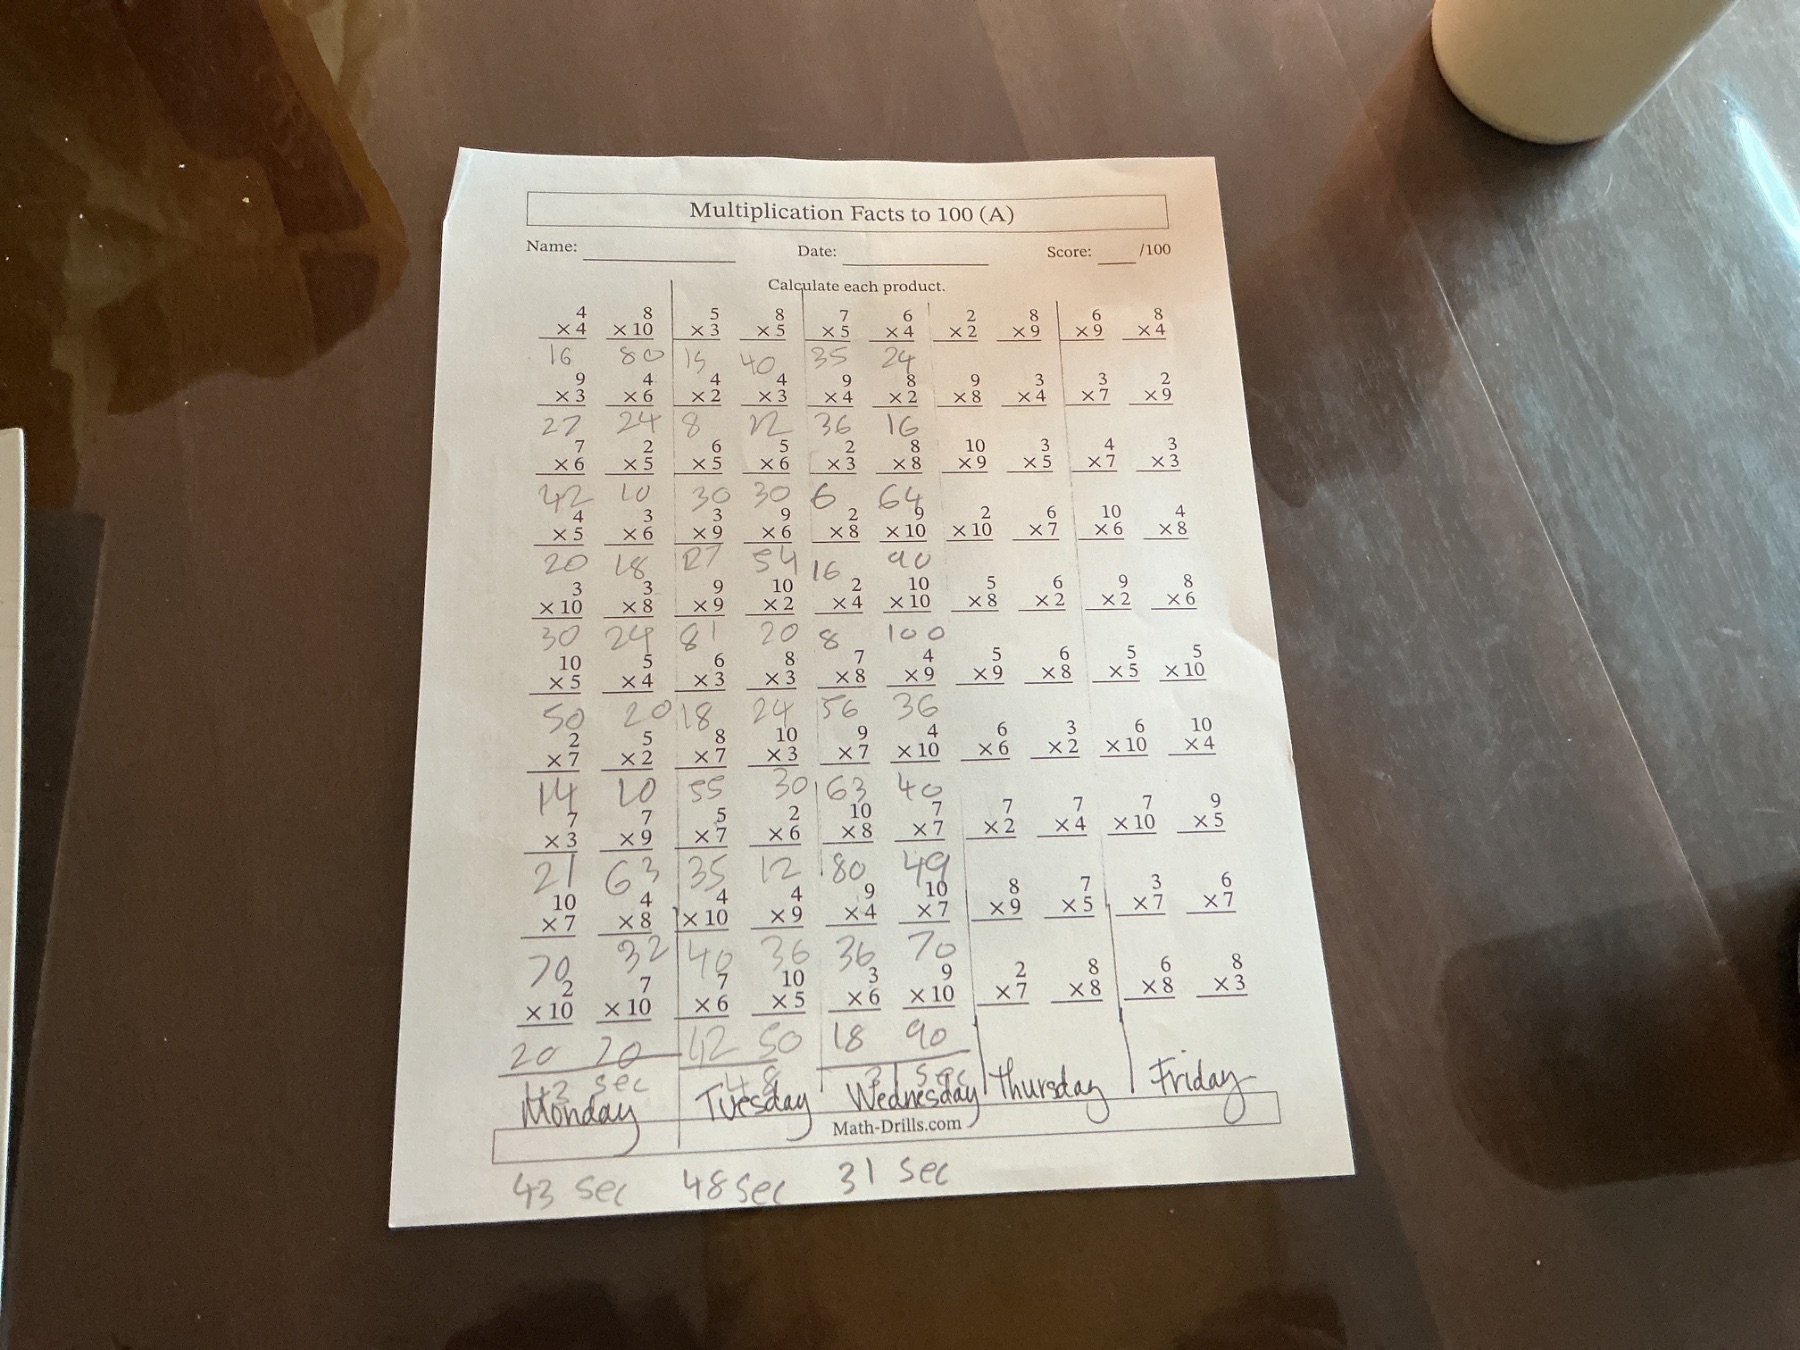 Multiplication Facts to 100 (A)
Name: Date: Score: /100
Calculate each product.
4 8 5 8 7 6 2 8 6 8
×4 ×10 ×3 ×5 ×5 ×4 ×2 ×9 ×9 ×4
16 80 15 40 35 24
9 4 4 4 9 8 9 3 3 2
×3 ×6 ×2 ×3 ×4 ×2 ×8 ×4 ×7 ×9
27 24 8 12 36 16
7 2 6 5 2 8 10 3 4 3
×6 ×5 ×5 ×6 ×3 ×8 ×9 ×5 ×7 ×3
42 10 30 30 6 64
4 3 3 9 2 9 2 6 10 4
×5 ×6 ×9 ×6 ×8 ×10 ×10 ×7 ×6 ×8
20 18 27 54 16 90
3 3 9 10 2 10 5 6 9 8
×10 ×8 ×9 ×2 ×4 ×10 ×8 ×2 ×2 ×6
30 24 81 20 8 100
10 5 6 8 7 4 5 6 5 5
×5 ×4 ×3 ×3 ×8 ×9 ×9 ×8 ×5 ×10
50 20 18 24 56 36
2 5 8 10 9 4 6 3 6 10
×7 ×2 ×7 ×3 ×7 ×10 ×6 ×2 ×10 ×4
14 10 55 30 63 40
7 7 5 2 10 7 7 7 7 9
×3 ×9 ×7 ×6 ×8 ×7 ×2 ×4 ×10 ×5
21 63 35 12 80 49
10 4 4 4 9 10 8 7 3 6
×7 ×8 ×10 ×9 ×4 ×7 ×9 ×5 ×7 ×7
70 32 40 36 36 70
2 7 7 10 3 9 2 8 6 8
×10 ×10 ×6 ×5 ×6 ×10 ×7 ×8 ×8 ×3
20 70 42 50 18 90
43 sec 48 31 sec
Monday Tuesday Wednesday Thursday Friday
Math-Drills.com
43 sec 48 sec 31 sec